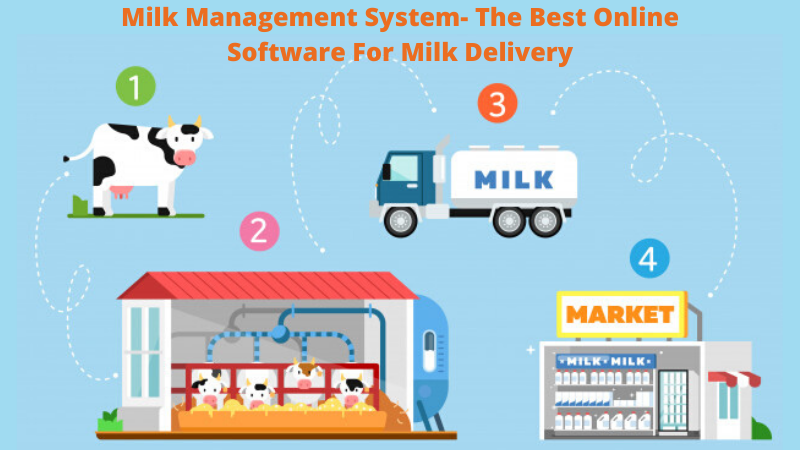 Milk Management System- The Best Online
Software For Milk Delivery
1
2
3
MILK
4
MARKET
MILK MILK